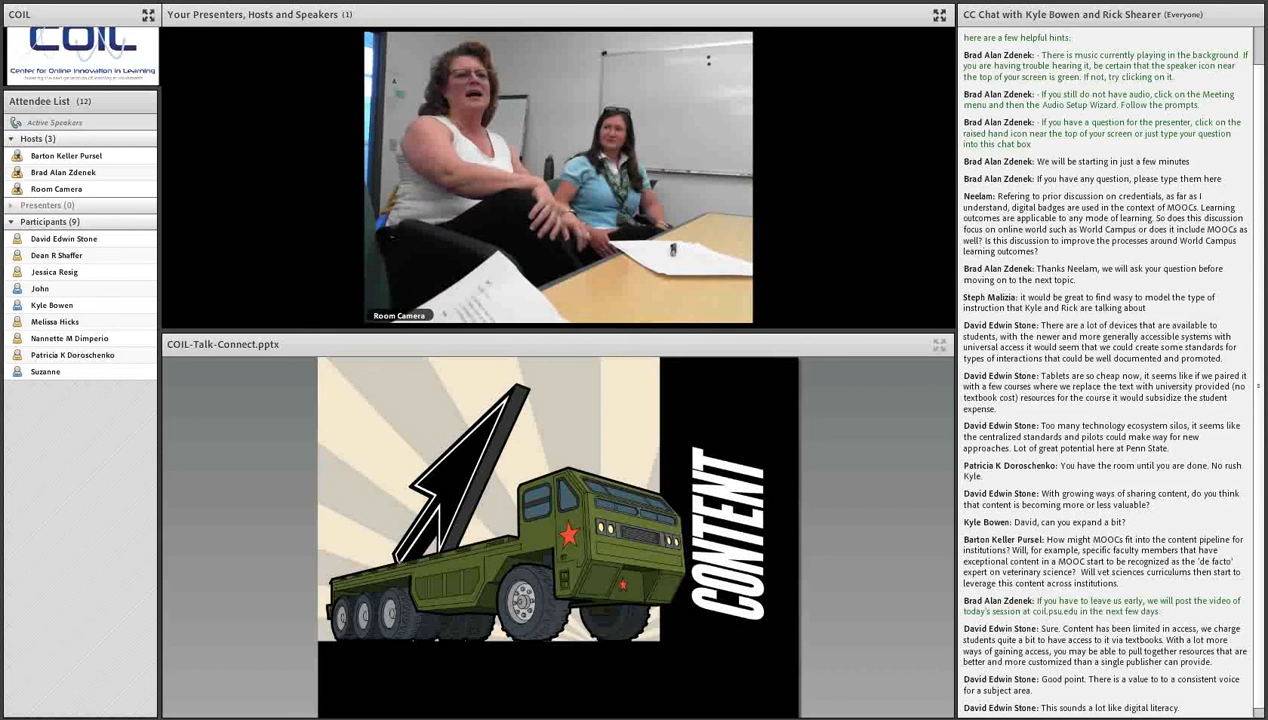 COIL
COIL
Center for Online Innovation in Learning
Attendee List (12)
Active Speakers
Hosts (3)
Barton Keller Pursel
Brad Alan Zdenek
Room Camera
Presenters (0)
Participants (9)
David Edwin Stone
Dean R Shaffer
Jessica Resig
John
Kyle Bowen
Melissa Hicks
Nannette M Dimperio
Patricia K Doroschenko
Suzanne
Your Presenters, Hosts and Speakers (1)
Room Camera
COIL-Talk-Connect.pptx
CONTENT
CC Chat with Kyle Bowen and Rick Shearer (Everyone)
here are a few helpful hints:
Brad Alan Zdenek: - There is music currently playing in the background If
you are having trouble hearing it, be certain that the speaker icon near
the top of your screen is green. If not, try clicking on it.
Brad Alan Zdenek: - If you still do not have audio, click on the Meeting
menu and then the Audio Setup Wizard. Follow the prompts.
Brad Alan Zdenek: - If you have a question for the presenter, click on the
raised hand icon near the top of your screen or just type your question
into this chat box
Brad Alan Zdenek: We will be starting in just a few minutes
Brad Alan Zdenek: If you have any question, please type them here
Neelam: Refering to prior discussion on credentials, as far as I
understand, digital badges are used in the context of MOOCs. Learning
outcomes are applicable to any mode of learning. So does this discussion
focus on online world such as World Campus or does it include MOOCs as
well? Is this discussion to improve the processes around World Campus
learning outcomes?
Brad Alan Zdenek: Thanks Neelam, we will ask your question before
moving on to the next topic.
Steph Malizia: it would be great to find wasy to model the type of
instruction that Kyle and Rick are talking about
David Edwin Stone: There are a lot of devices that are available to
students, with the newer and more generally accessible systems with
universal access it would seem that we could create some standards for
types of interactions that could be well documented and promoted.
David Edwin Stone: Tablets are so cheap now, it seems like if we paired it
with a few courses where we replace the text with university provided (no
textbook cost) resources for the course it would subsidize the student
expense.
David Edwin Stone: Too many technology ecosystem silos, it seems like
the centralized standards and pilots could make way for new
approaches. Lot of great potential here at Penn State.
Patricia K Doroschenko: You have the room until you are done. No rush
Kyle.
David Edwin Stone: With growing ways of sharing content, do you think
that content is becoming more or less valuable?
Kyle Bowen: David, can you expand a bit?
Barton Keller Pursel: How might MOOCs fit into the content pipeline for
institutions? Will, for example, specific faculty members that have
exceptional content in a MOOC start to be recognized as the 'de facto'
expert on veterinary science? Will vet sciences curriculums then start to
leverage this content across institutions.
Brad Alan Zdenek: If you have to leave us early, we will post the video of
today's session at coil.psu.edu in the next few days.
David Edwin Stone: Sure. Content has been limited in access, we charge
students quite a bit to have access to it via textbooks. With a lot more
ways of gaining access, you may be able to pull together resources that are
better and more customized than a single publisher can provide.
David Edwin Stone: Good point. There is a value to to a consistent voice
for a subject area.
David Edwin Stone: This sounds a lot like digital literacy.